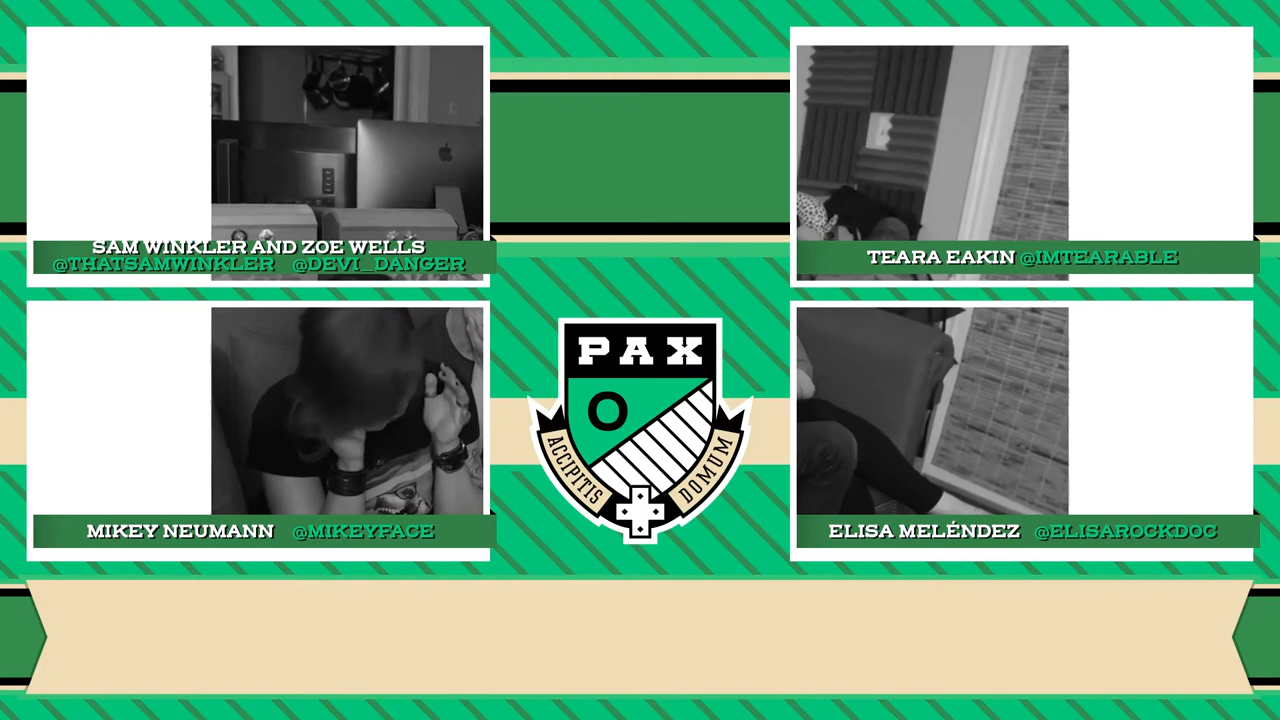 SAM WINKLER AND ZOE WELLS
@THATSAMWINKLER @DEVI_DANGER
TEARA EAKIN @IMTEARABLE
PAX
O
ACCIPITIS DOMUM
MIKEY NEUMANN @MIKEYFACE
ELISA MELÉNDEZ @ELISAROCKDOC